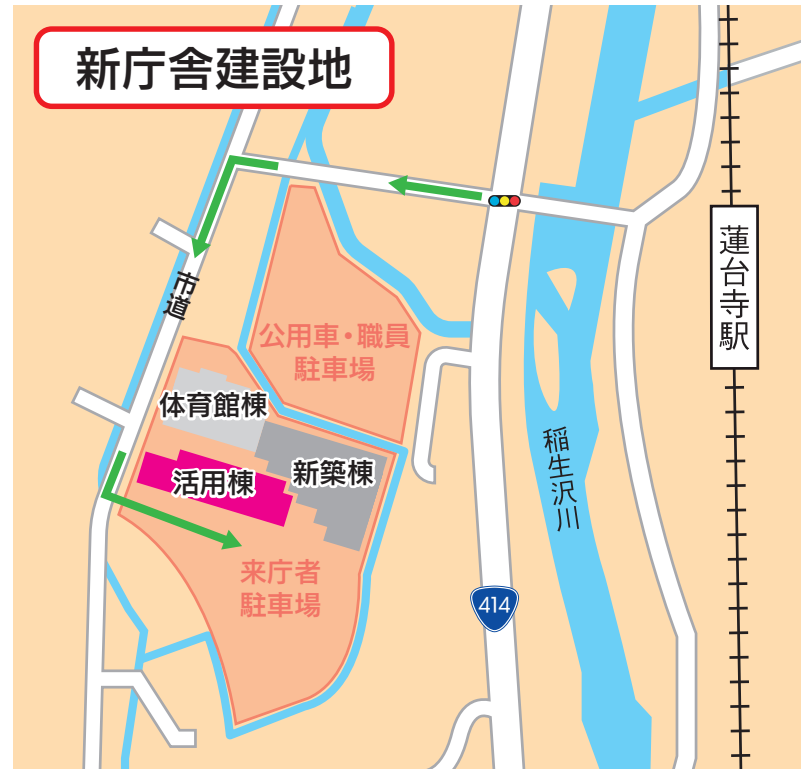 新庁舎建設地
蓮台寺駅
市道
公用車・職員
駐車場
体育館棟
活用棟
新築棟
稲生沢川
来庁者
駐車場
414